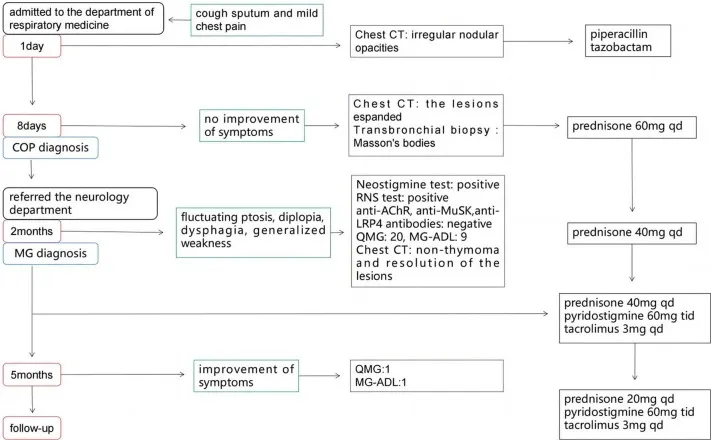 admitted to the department of
respiratory medicine
cough sputum and mild
chest pain
1day
Chest CT: irregular nodular
opacities
piperacillin
tazobactam
8days
COP diagnosis
no improvement
of symptoms
Chest CT: the lesions
espanded
Transbronchial biopsy :
Masson's bodies
prednisone 60mg qd
referred the neurology
department
2months
MG diagnosis
fluctuating ptosis, diplopia,
dysphagia, generalized
weakness
Neostigmine test: positive
RNS test: positive
anti-AChR, anti-MuSK,anti-
LRP4 antibodies: negative
QMG: 20, MG-ADL: 9
Chest CT: non-thymoma
and resolution of the
lesions
prednisone 40mg qd
prednisone 40mg qd
pyridostigmine 60mg tid
tacrolimus 3mg qd
5months
improvement of
symptoms
QMG:1
MG-ADL:1
prednisone 20mg qd
pyridostigmine 60mg tid
tacrolimus 3mg qd
follow-up